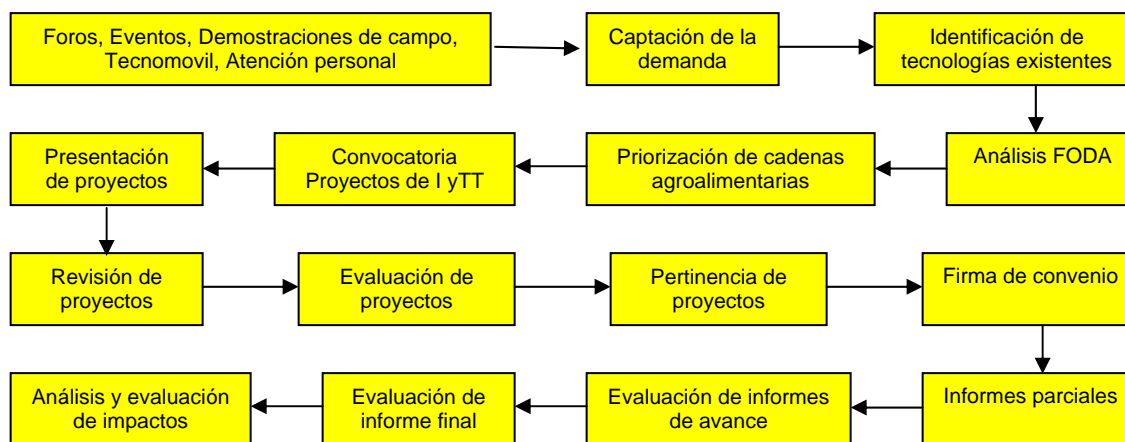 Foros, Eventos, Demostraciones de campo,
Tecnomovil, Atención personal
Captación de la
demanda
Identificación de
tecnologías existentes
Análisis FODA
Priorización de cadenas
agroalimentarias
Convocatoria
Proyectos de I yTT
Presentación
de proyectos
Revisión de
proyectos
Evaluación de
proyectos
Pertinencia de
proyectos
Firma de convenio
Informes parciales
Evaluación de informes
de avance
Evaluación de
informe final
Análisis y evaluación
de impactos